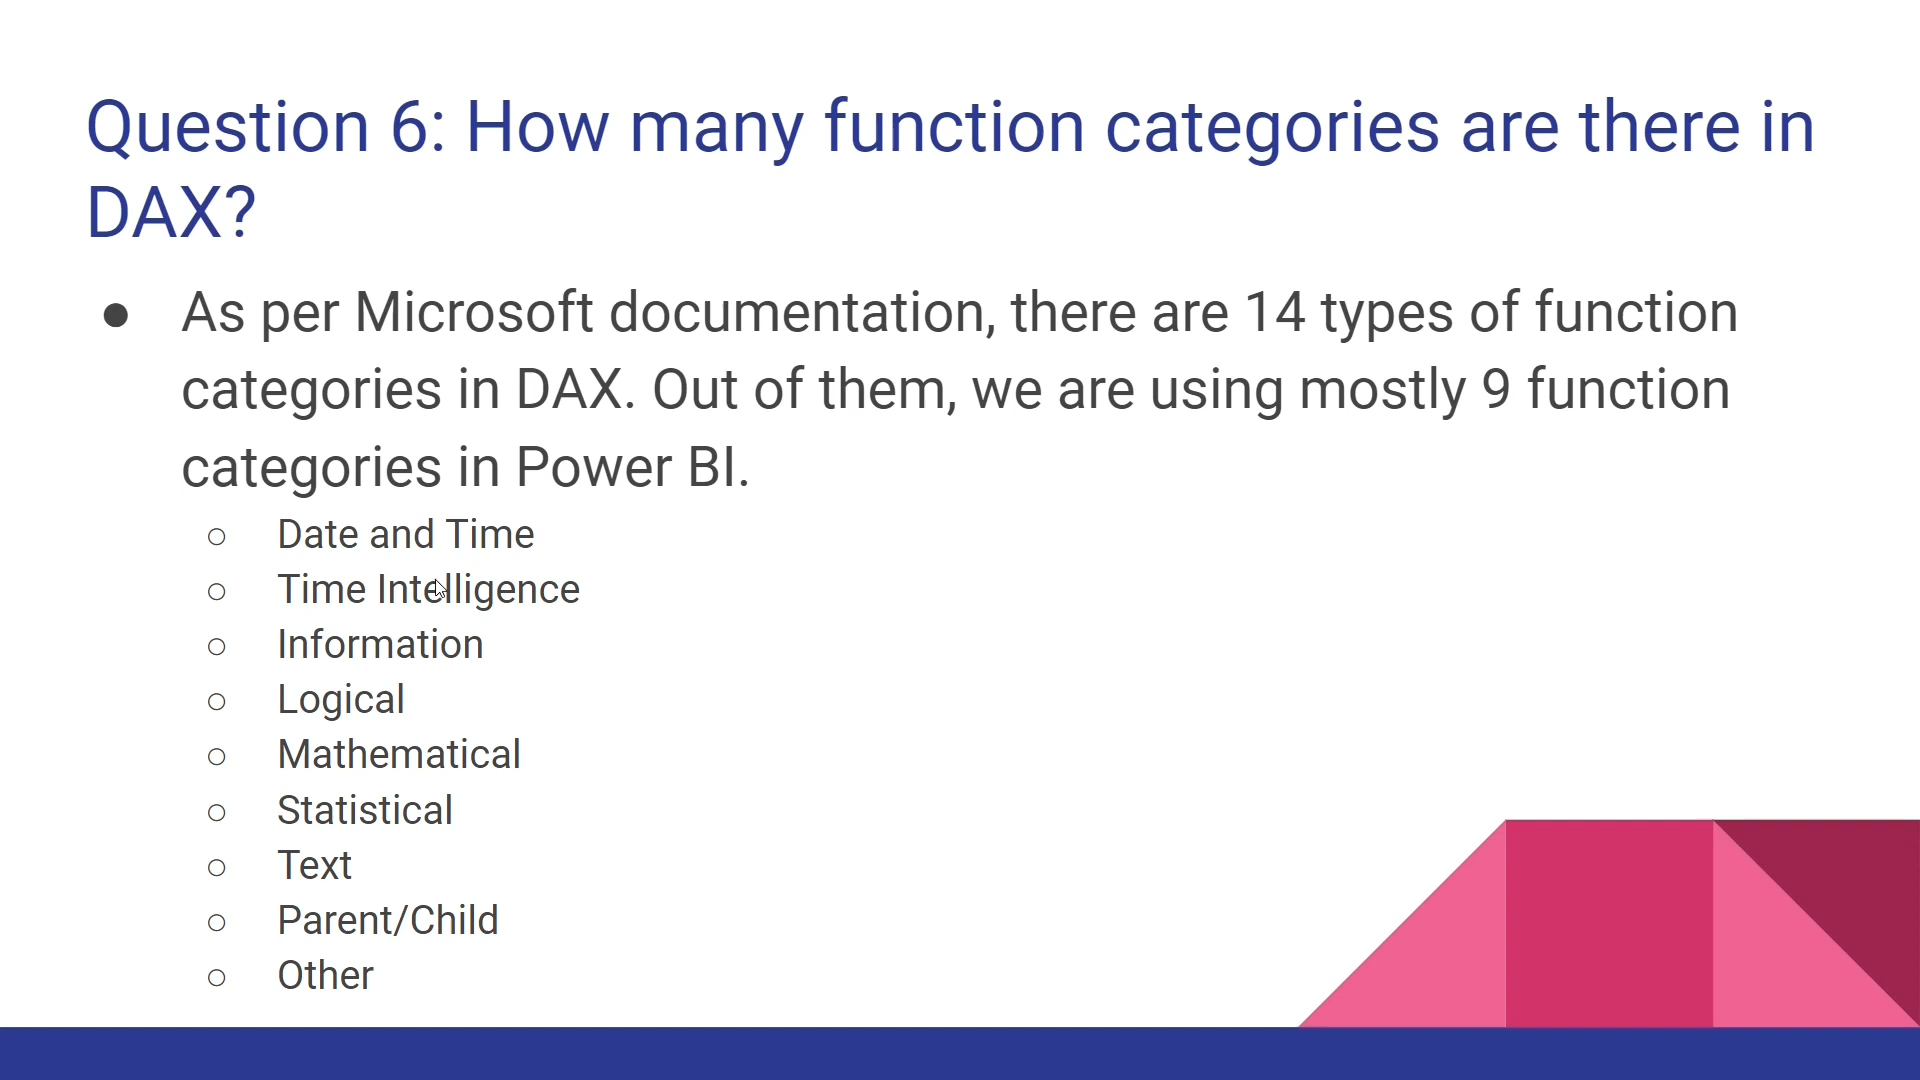 Question 6: How many function categories are there in
DAX?
● As per Microsoft documentation, there are 14 types of function
categories in DAX. Out of them, we are using mostly 9 function
categories in Power BI.
○ Date and Time
○ Time Intelligence
○ Information
○ Logical
○ Mathematical
○ Statistical
○ Text
○ Parent/Child
○ Other